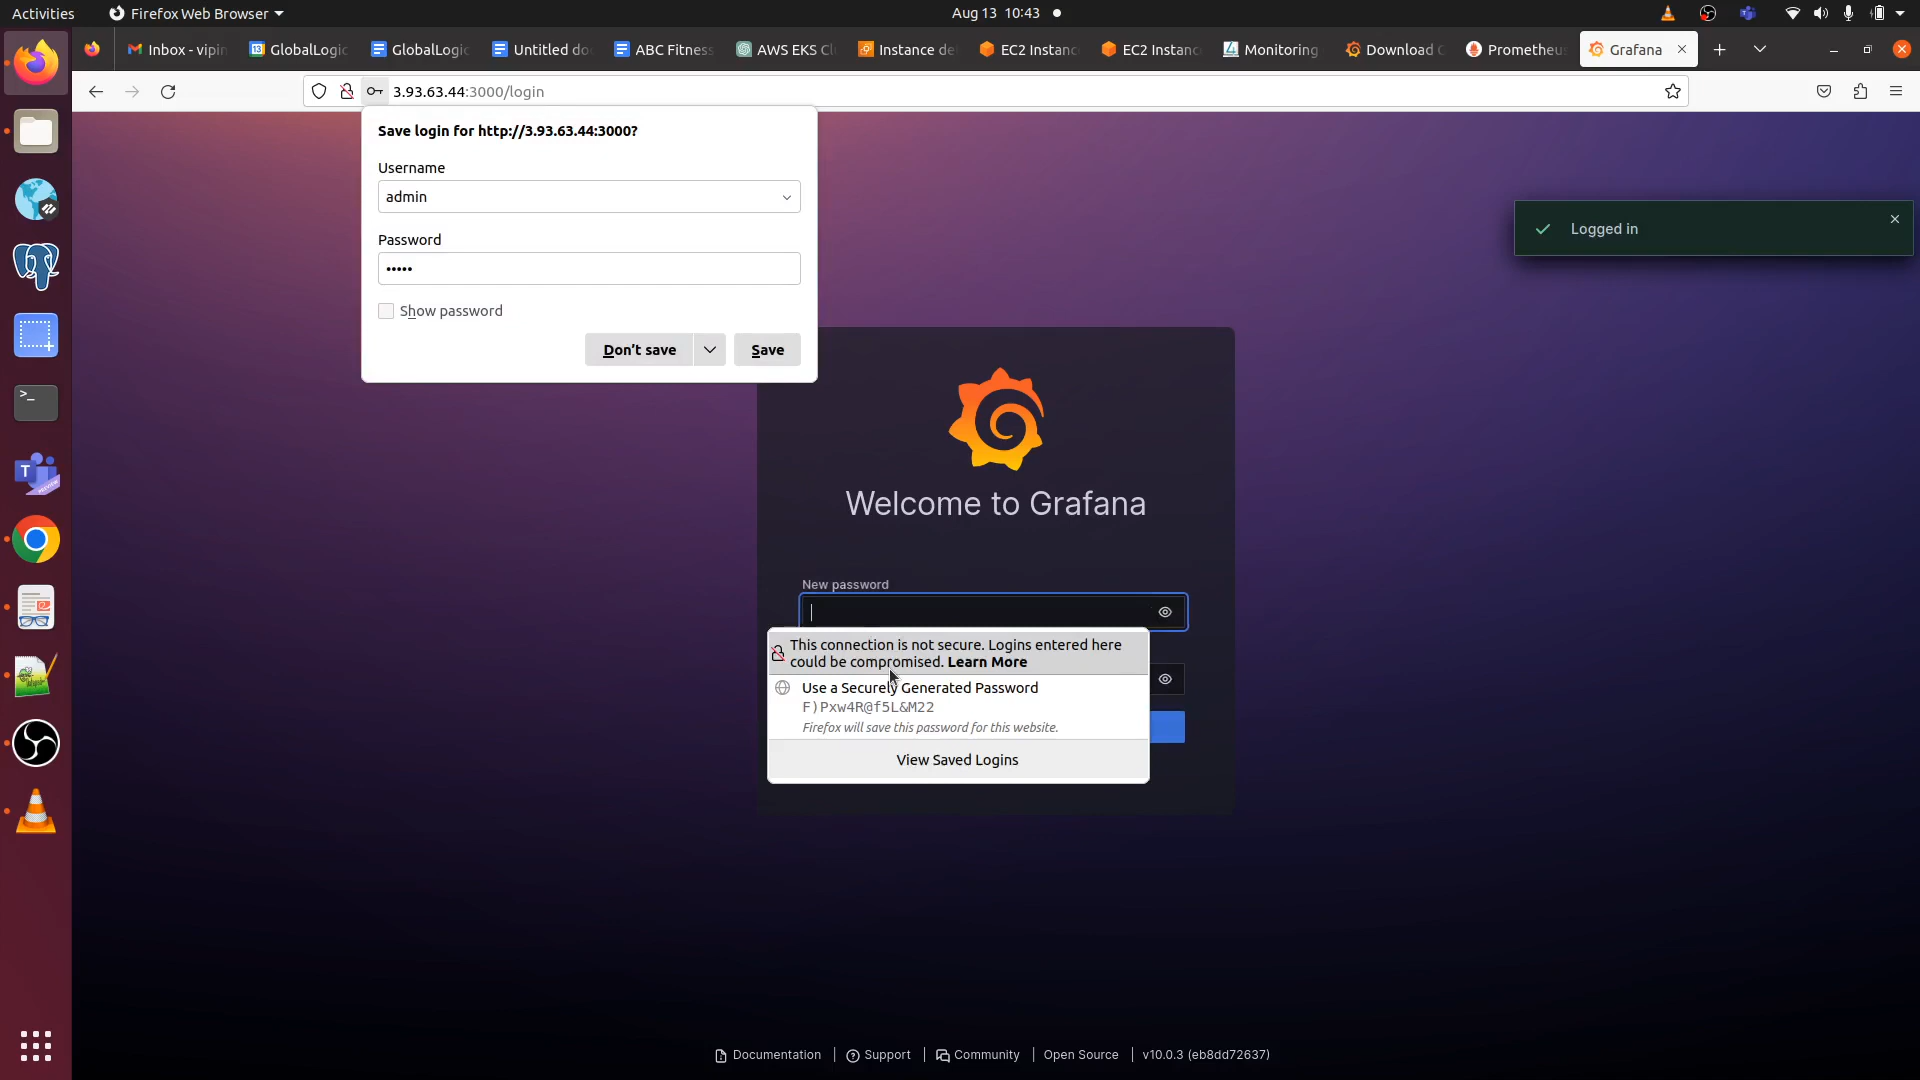 Activities
Firefox Web Browser
Aug 13 10:43
Inbox - vipin
GlobalLogic
GlobalLogic
Untitled do
ABC Fitness
AWS EKS Cl
Instance de
EC2 Instanc
EC2 Instanc
Monitoring
Download G
Prometheus
Grafana
3.93.63.44:3000/login
Save login for http://3.93.63.44:3000?
Username
admin
Password
•••••
Show password
Don't save
Save
Logged in
Welcome to Grafana
New password
This connection is not secure. Logins entered here
could be compromised. Learn More
Use a Securely Generated Password
F)Pxw4R@f5L&M22
Firefox will save this password for this website.
View Saved Logins
Documentation | Support | Community | Open Source | v10.0.3 (eb8dd72637)